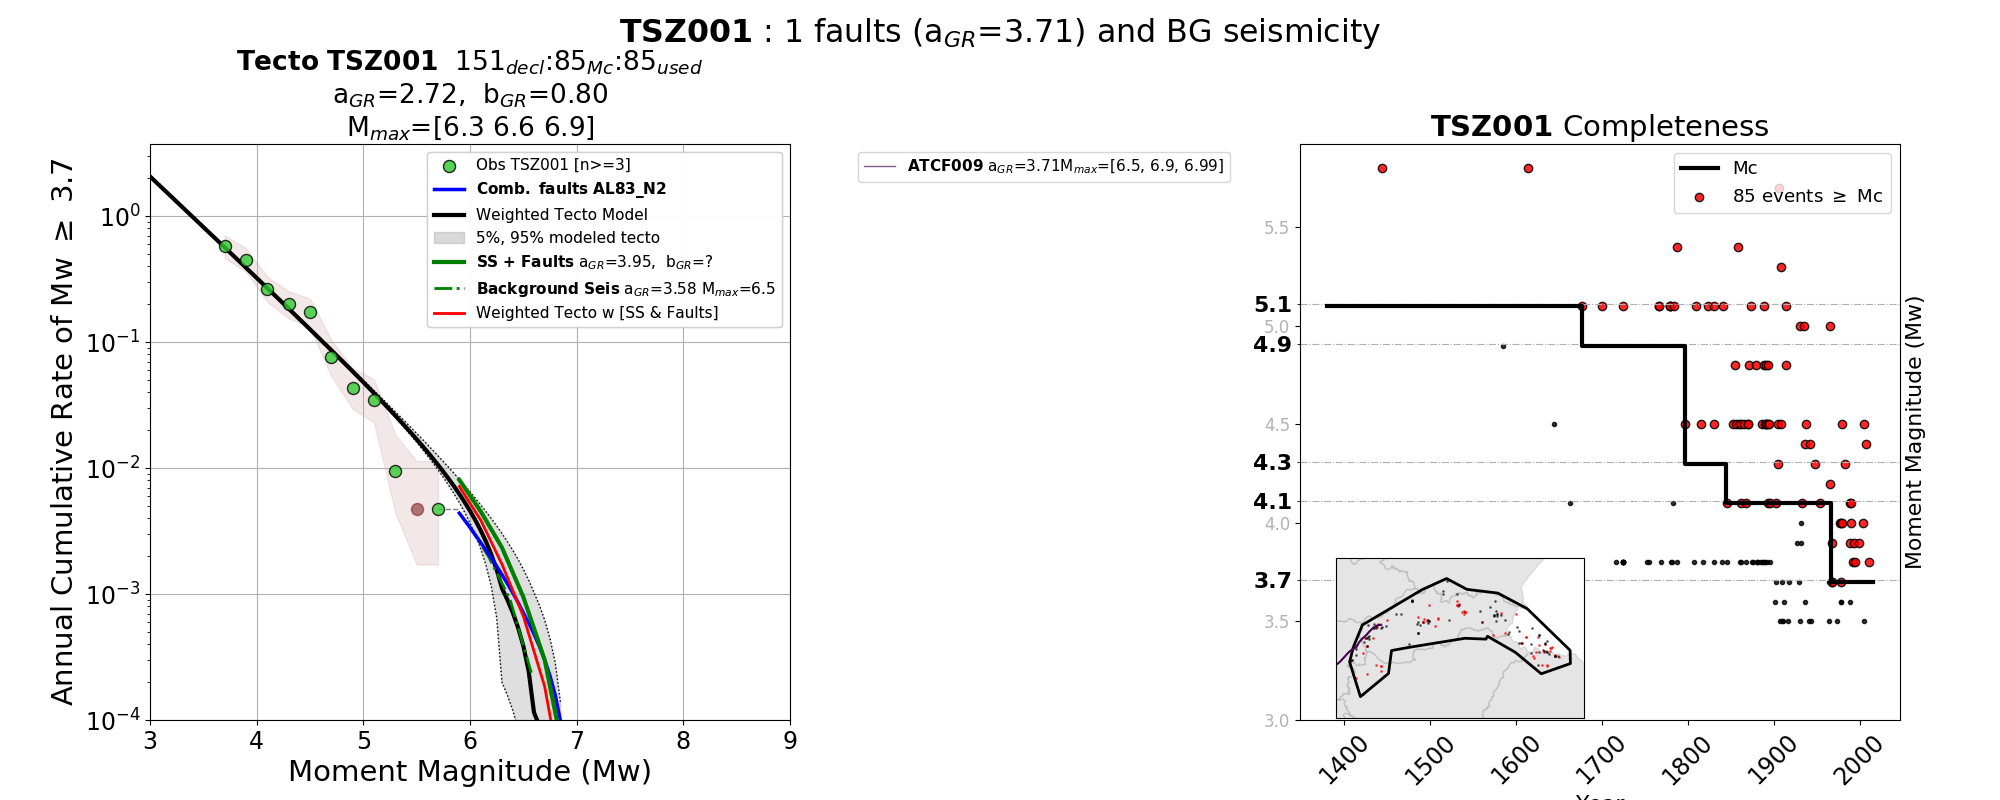 TSZ001 : 1 faults (aGR=3.71) and BG seismicity
Tecto TSZ001 151decl:85Mc:85used
aGR=2.72, bGR=0.80
Mmax=[6.3 6.6 6.9]
Annual Cumulative Rate of Mw ≥ 3.7
10^0
10^-1
10^-2
10^-3
10^-4
3 4 5 6 7 8 9
Moment Magnitude (Mw)
Obs TSZ001 [n>=3]
Comb. faults AL83_N2
Weighted Tecto Model
5%, 95% modeled tecto
SS + Faults aGR=3.95, bGR=?
Background Seis aGR=3.58 Mmax=6.5
Weighted Tecto w [SS & Faults]
ATCF009 aGR=3.71Mmax=[6.5, 6.9, 6.99]
TSZ001 Completeness
Mc
85 events ≥ Mc
5.5
5.1
5.0
4.9
4.5
4.3
4.1
4.0
3.7
3.5
3.0
1400 1500 1600 1700 1800 1900 2000
Moment Magnitude (Mw)